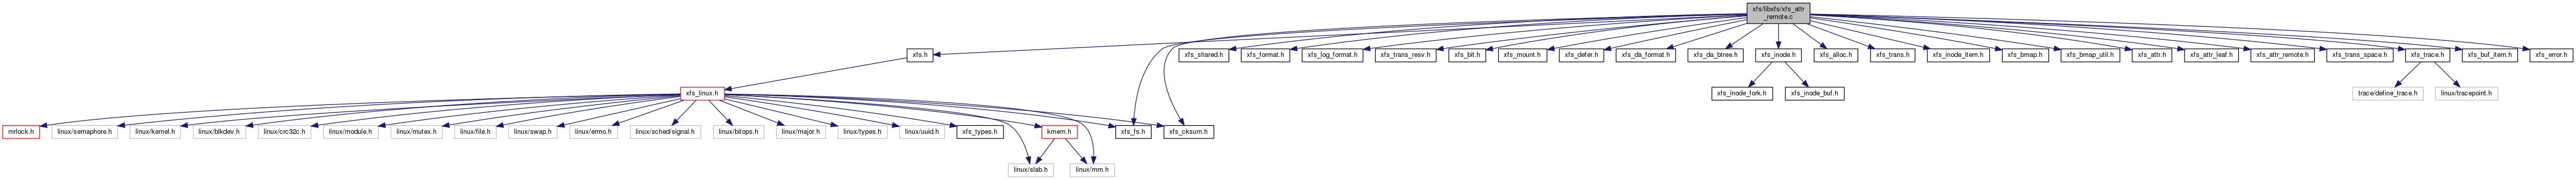 xfs/libxfs/xfs_attr
_remote.c
xfs.h
xfs_shared.h
xfs_format.h
xfs_log_format.h
xfs_trans_resv.h
xfs_bit.h
xfs_mount.h
xfs_defer.h
xfs_da_format.h
xfs_da_btree.h
xfs_inode.h
xfs_alloc.h
xfs_trans.h
xfs_inode_item.h
xfs_bmap.h
xfs_bmap_util.h
xfs_attr.h
xfs_attr_leaf.h
xfs_attr_remote.h
xfs_trans_space.h
xfs_trace.h
xfs_buf_item.h
xfs_error.h
xfs_linux.h
xfs_inode_fork.h
xfs_inode_buf.h
trace/define_trace.h
linux/tracepoint.h
mrlock.h
linux/semaphore.h
linux/kernel.h
linux/blkdev.h
linux/crc32c.h
linux/module.h
linux/mutex.h
linux/file.h
linux/swap.h
linux/errno.h
linux/sched/signal.h
linux/bitops.h
linux/major.h
linux/types.h
linux/uuid.h
xfs_types.h
kmem.h
xfs_fs.h
xfs_cksum.h
linux/slab.h
linux/mm.h